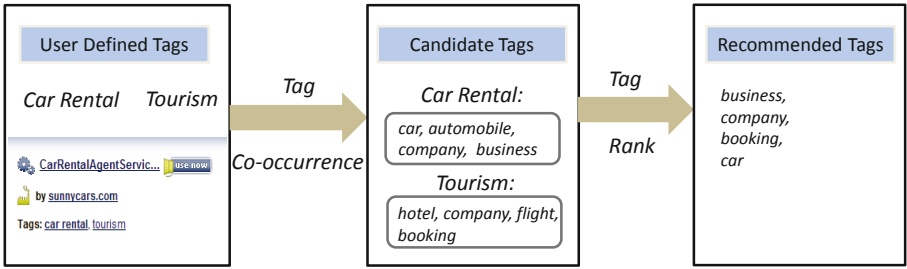 User Defined Tags
Car Rental Tourism
CarRentalAgentServic... use now
by sunnycars.com
Tags: car rental, tourism
Tag
Co-occurrence
Candidate Tags
Car Rental:
car, automobile,
company, business
Tourism:
hotel, company, flight,
booking
Tag
Rank
Recommended Tags
business,
company,
booking,
car